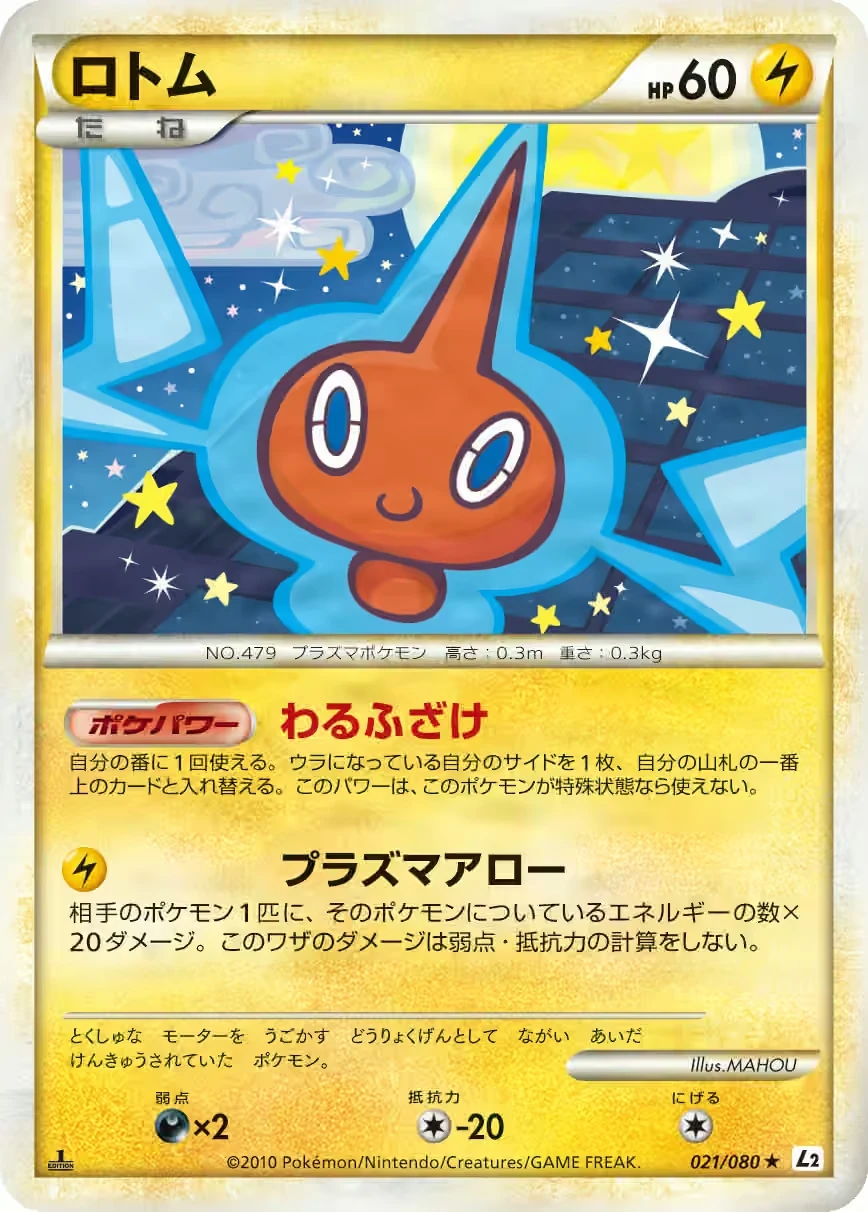 ロトム
HP60
たね
NO.479 プラズマポケモン 高さ：0.3m 重さ：0.3kg
ポケパワー わるふざけ
自分の番に1回使える。ウラになっている自分のサイドを1枚、自分の山札の一番
上のカードと入れ替える。このパワーは、このポケモンが特殊状態なら使えない。
プラズマアロー
相手のポケモン1匹に、そのポケモンについているエネルギーの数×
20ダメージ。このワザのダメージは弱点・抵抗力の計算をしない。
とくしゅな モーターを うごかす どうりょくげんとして ながい あいだ
けんきゅうされていた ポケモン。
Illus.MAHOU
弱点 抵抗力 にげる
×2 -20
1 EDITION
©2010 Pokémon/Nintendo/Creatures/GAME FREAK. 021/080 ★ L2